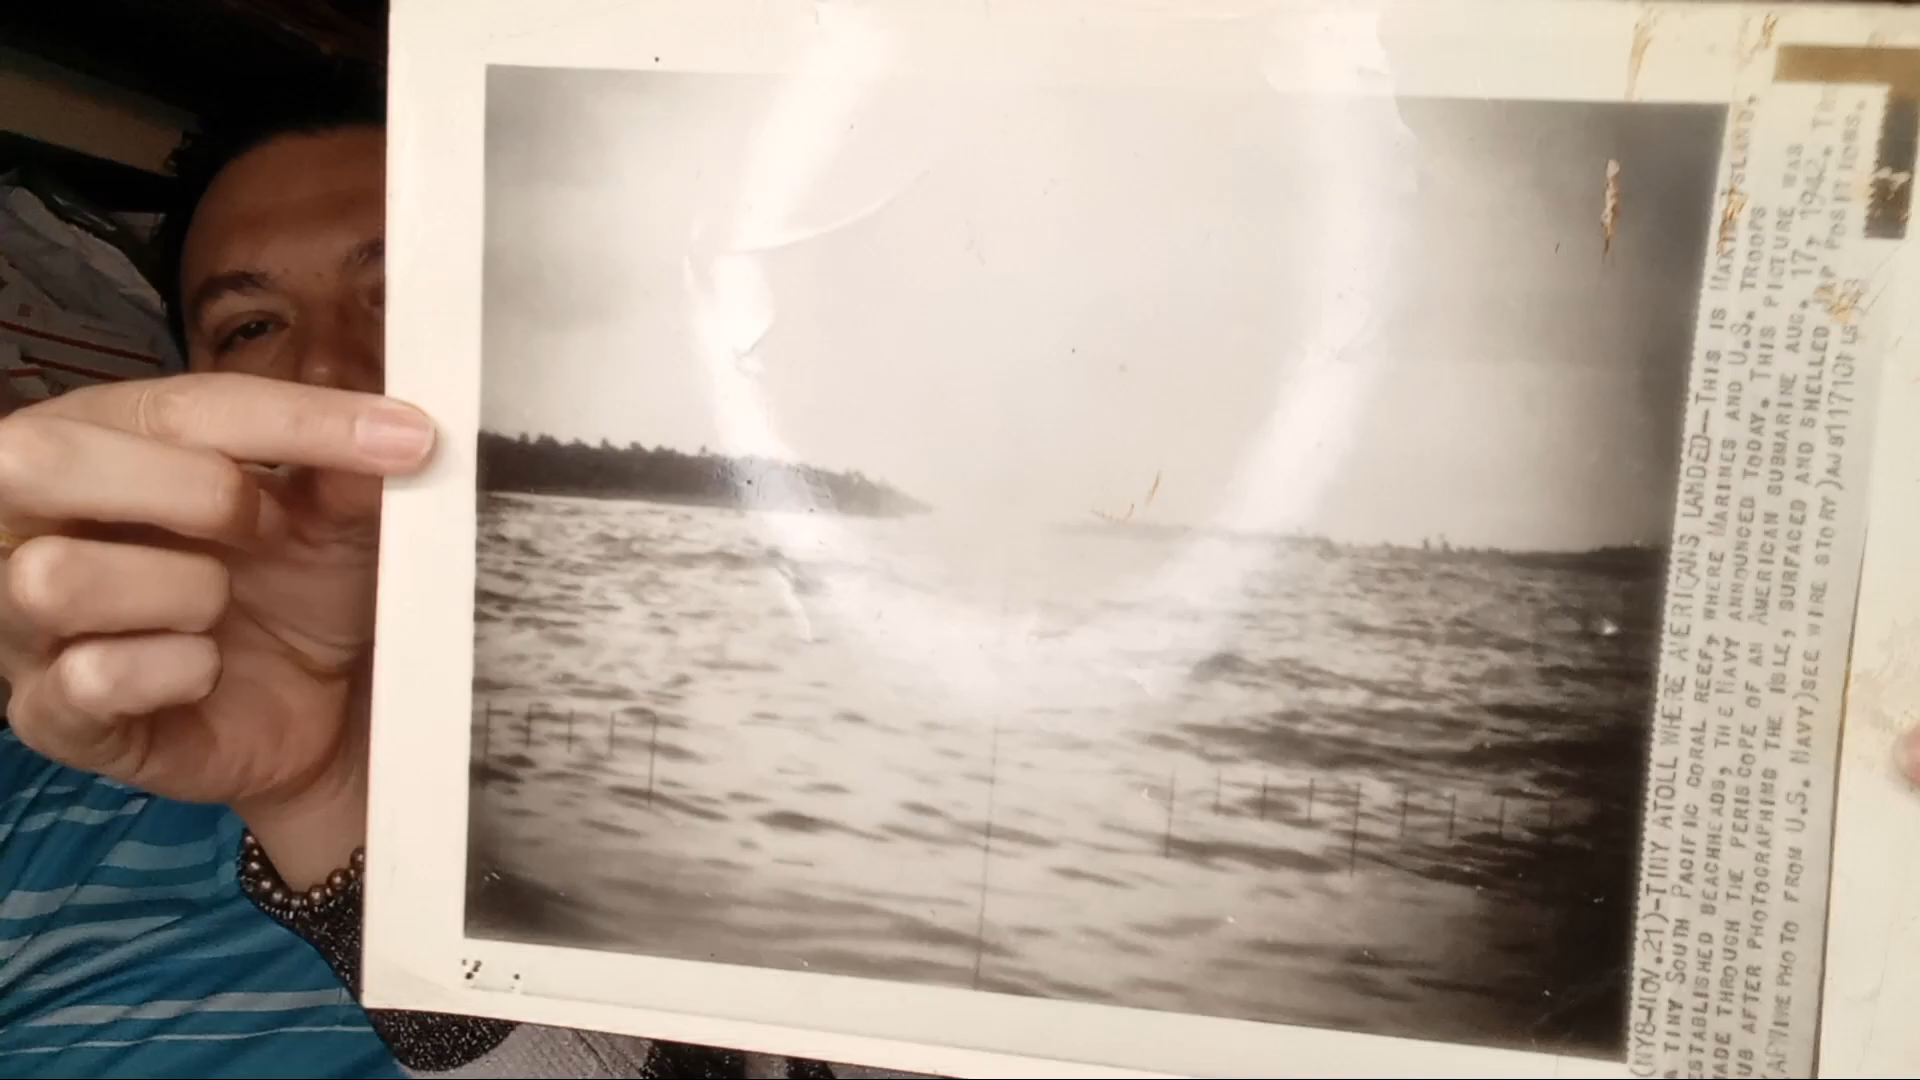 (NY8-NOV.21)-TINY ATOLL WHERE AMERICANS LANDED--THIS IS MAKIN ISLAND,
A TINY SOUTH PACIFIC CORAL REEF, WHERE MARINES AND U.S. TROOPS
ESTABLISHED BEACHHEADS, THE NAVY ANNOUNCED TODAY. THIS PICTURE WAS
MADE THROUGH THE PERISCOPE OF AN AMERICAN SUBMARINE AUG. 17, 1942. THE
SUB AFTER PHOTOGRAPHING THE ISLE, SURFACED AND SHELLED JAP POSITIONS.
(AP WIREPHOTO FROM U.S. NAVY)SEE WIRE STORY)